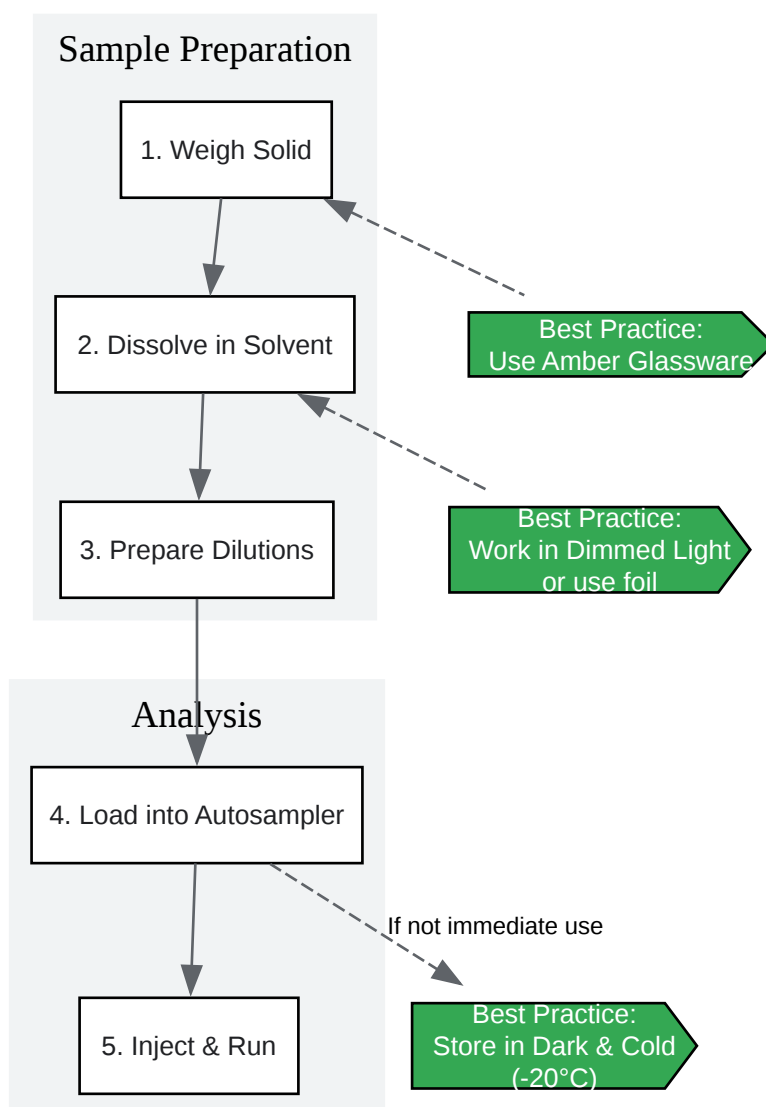 Sample Preparation
1. Weigh Solid
2. Dissolve in Solvent
Best Practice:
Use Amber Glassware
3. Prepare Dilutions
Best Practice:
Work in Dimmed Light
or use foil
Analysis
4. Load into Autosampler
If not immediate use
5. Inject & Run
Best Practice:
Store in Dark & Cold
(-20°C)